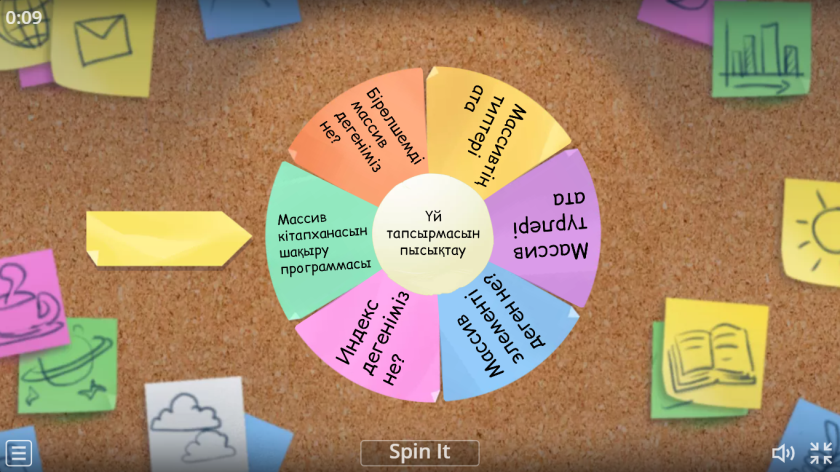 0:09
Бірөлшемді
массив
дегеніміз
не?
Массивтің
типтері
ата
Массив
түрлері
ата
Массив
элементі
деген не?
Индекс
дегеніміз
не?
Массив
кітапханасын
шақыру
программасы
Үй
тапсырмасын
пысықтау
Spin It